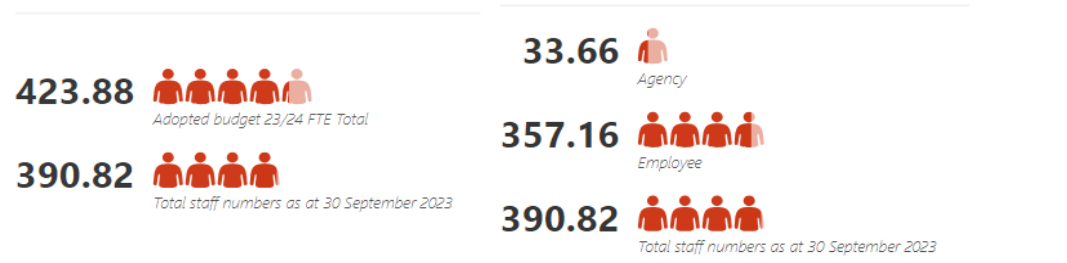 423.88
Adopted budget 23/24 FTE Total
390.82
Total staff numbers as at 30 September 2023
33.66
Agency
357.16
Employee
390.82
Total staff numbers as at 30 September 2023